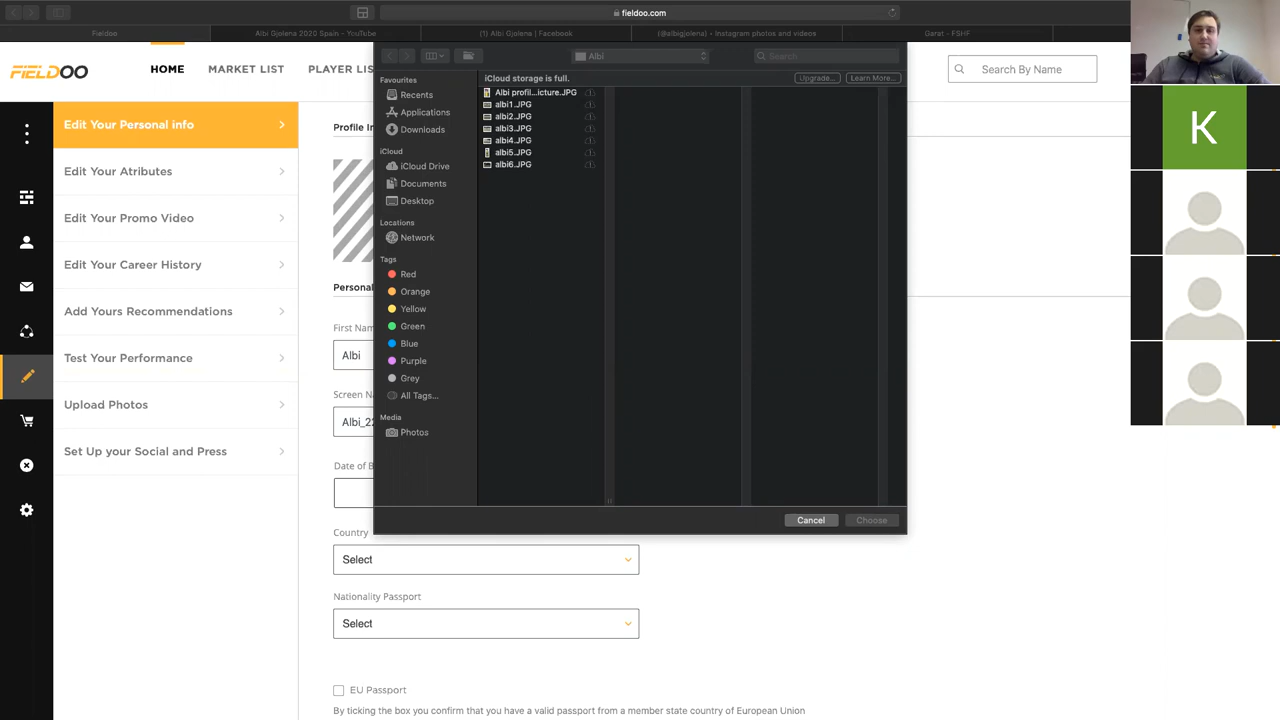 fieldoo.com
Fieldoo
Albi Gjolena 2020 Spain - YouTube
(1) Albi Gjolena | Facebook
(@albigjelena) • Instagram photos and videos
Garat - FSHF
FIELDOO
HOME
MARKET LIST
PLAYER LIS
Search By Name
Albi
Search
iCloud storage is full.
Upgrade...
Learn More...
Favourites
Recents
Applications
Downloads
iCloud
iCloud Drive
Documents
Desktop
Locations
Network
Tags
Red
Orange
Yellow
Green
Blue
Purple
Grey
All Tags...
Media
Photos
Albi profil...icture.JPG
albi1.JPG
albi2.JPG
albi3.JPG
albi4.JPG
albi5.JPG
albi6.JPG
Cancel
Choose
Edit Your Personal info
Edit Your Atributes
Edit Your Promo Video
Edit Your Career History
Add Yours Recommendations
Test Your Performance
Upload Photos
Set Up your Social and Press
Profile In
Personal
First Nam
Albi
Screen Na
Albi_22
Date of B
Country
Select
Nationality Passport
Select
EU Passport
By ticking the box you confirm that you have a valid passport from a member state country of European Union
K